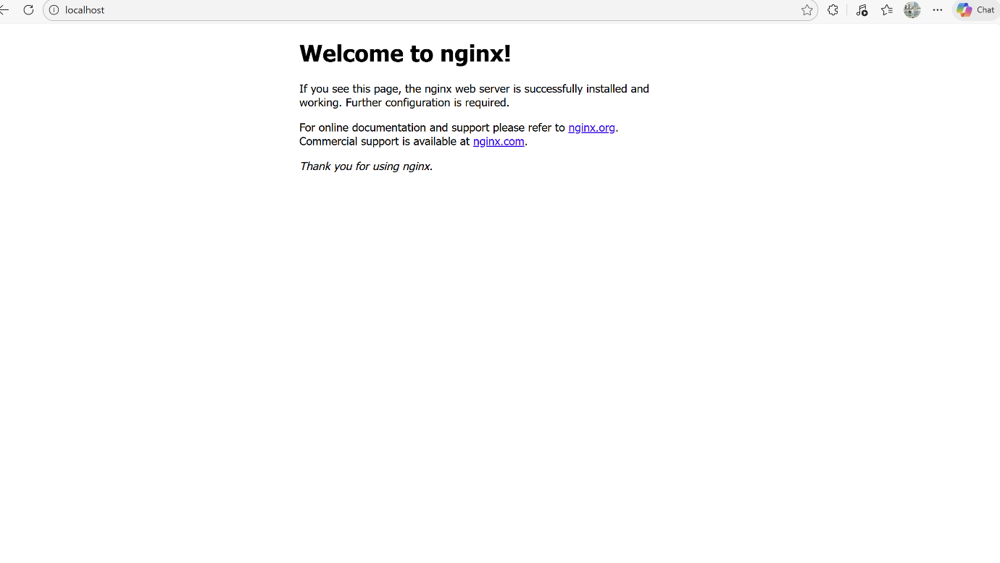 localhost
Chat
Welcome to nginx!
If you see this page, the nginx web server is successfully installed and
working. Further configuration is required.
For online documentation and support please refer to nginx.org.
Commercial support is available at nginx.com.
Thank you for using nginx.